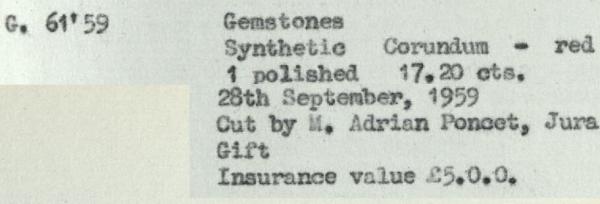 G. 61'59 Gemstones
Synthetic Corundum - red
1 polished 17.20 cts.
28th September, 1959
Cut by M. Adrian Poncet, Jura
Gift
Insurance value £5.0.0.